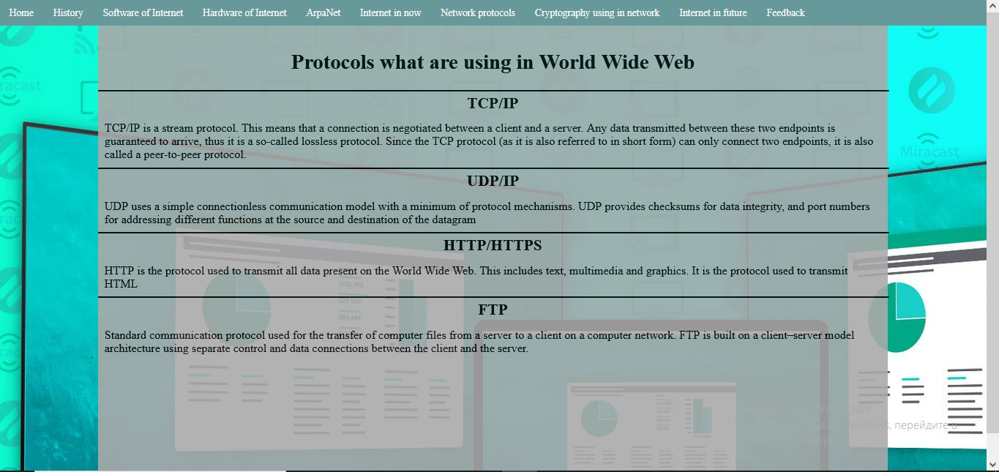 Home History Software of Internet Hardware of Internet ArpaNet Internet in now Network protocols Cryptography using in network Internet in future Feedback
Protocols what are using in World Wide Web
TCP/IP
TCP/IP is a stream protocol. This means that a connection is negotiated between a client and a server. Any data transmitted between these two endpoints is
guaranteed to arrive, thus it is a so-called lossless protocol. Since the TCP protocol (as it is also referred to in short form) can only connect two endpoints, it is also
called a peer-to-peer protocol.
UDP/IP
UDP uses a simple connectionless communication model with a minimum of protocol mechanisms. UDP provides checksums for data integrity, and port numbers
for addressing different functions at the source and destination of the datagram
HTTP/HTTPS
HTTP is the protocol used to transmit all data present on the World Wide Web. This includes text, multimedia and graphics. It is the protocol used to transmit
HTML
FTP
Standard communication protocol used for the transfer of computer files from a server to a client on a computer network. FTP is built on a client–server model
architecture using separate control and data connections between the client and the server.
Miracast
$130,990
$20,500
$84,449
Windows
Windows, перейдите в